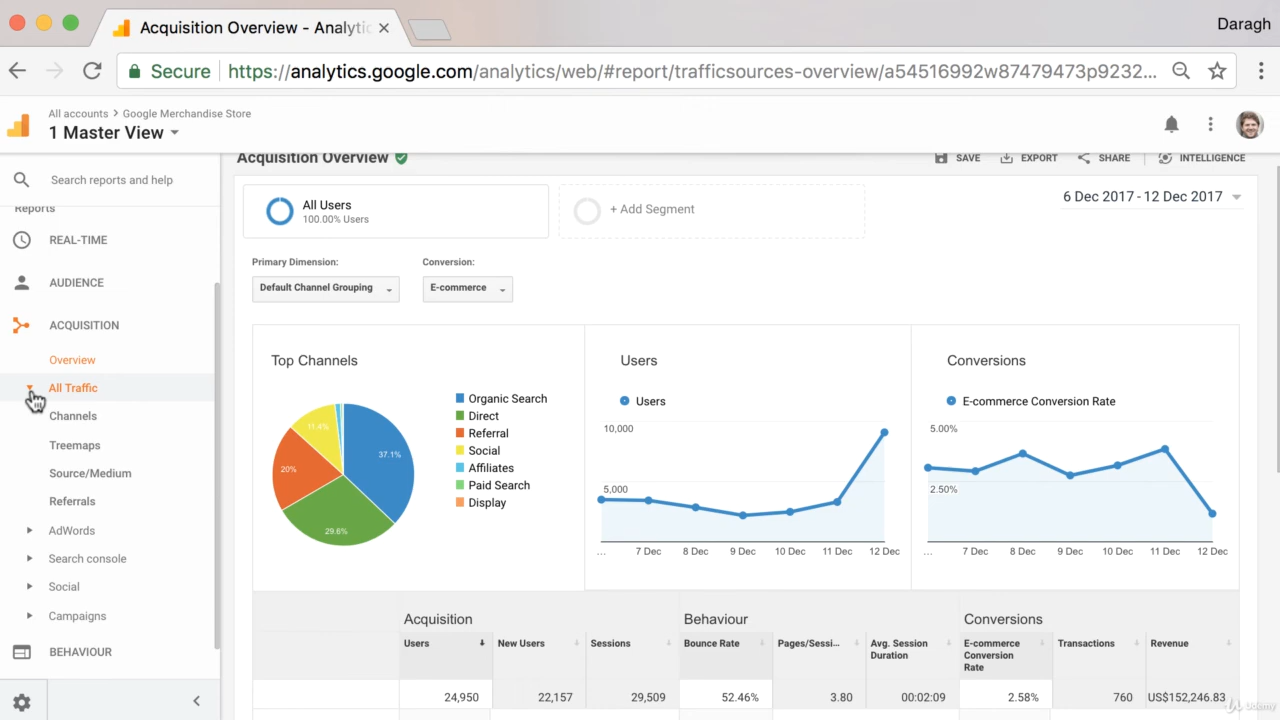 Acquisition Overview - Analytic
Daragh
Secure
https://analytics.google.com/analytics/web/#report/trafficsources-overview/a54516992w87479473p9232...
All accounts > Google Merchandise Store
1 Master View
Search reports and help
Reports
REAL-TIME
AUDIENCE
ACQUISITION
Overview
All Traffic
Channels
Treemaps
Source/Medium
Referrals
AdWords
Search console
Social
Campaigns
BEHAVIOUR
Acquisition Overview
SAVE
EXPORT
SHARE
INTELLIGENCE
All Users
100.00% Users
+ Add Segment
6 Dec 2017 - 12 Dec 2017
Primary Dimension:
Conversion:
Default Channel Grouping
E-commerce
Top Channels
37.1%
29.6%
20%
11.4%
Organic Search
Direct
Referral
Social
Affiliates
Paid Search
Display
Users
Users
10,000
5,000
... 7 Dec 8 Dec 9 Dec 10 Dec 11 Dec 12 Dec
Conversions
E-commerce Conversion Rate
5.00%
2.50%
... 7 Dec 8 Dec 9 Dec 10 Dec 11 Dec 12 Dec
Acquisition Behaviour Conversions
Users
New Users
Sessions
Bounce Rate
Pages/Sessi...
Avg. Session
Duration
E-commerce
Conversion
Rate
Transactions
Revenue
24,950 22,157 29,509 52.46% 3.80 00:02:09 2.58% 760 US$152,246.83
Udemy